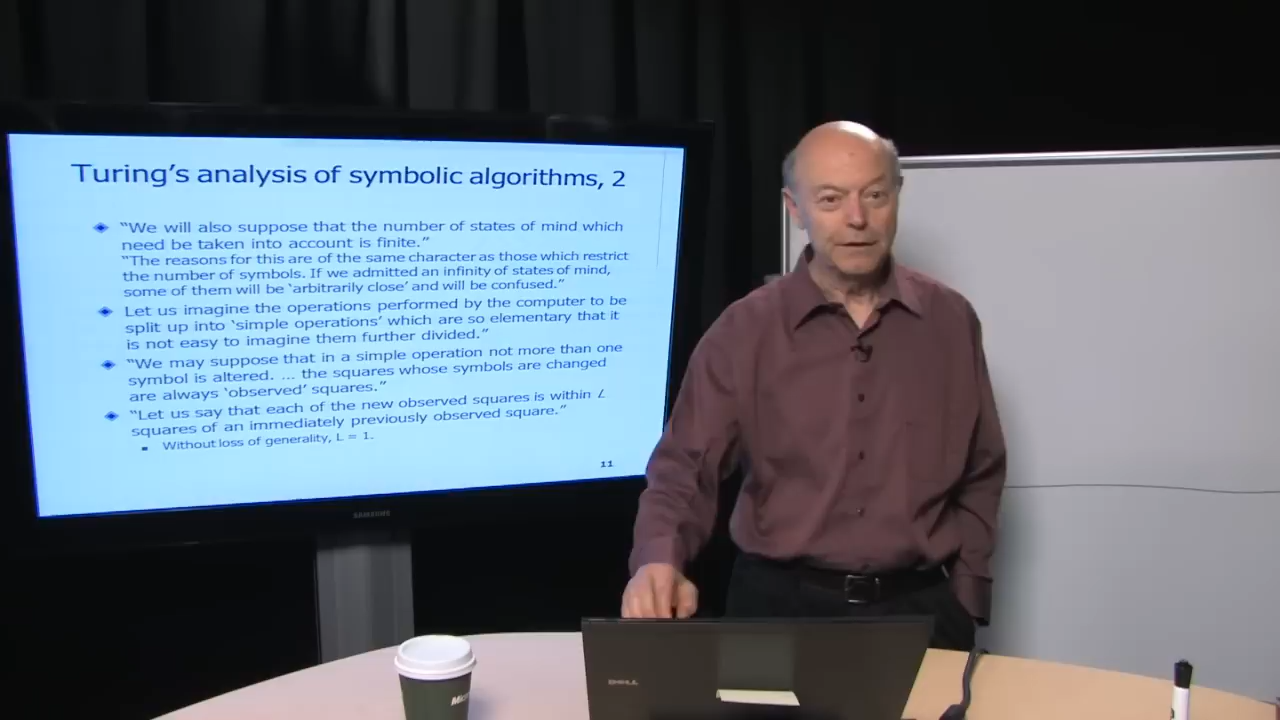 Turing's analysis of symbolic algorithms, 2
“We will also suppose that the number of states of mind which
need be taken into account is finite.”
“The reasons for this are of the same character as those which restrict
the number of symbols. If we admitted an infinity of states of mind,
some of them will be ‘arbitrarily close’ and will be confused.”
Let us imagine the operations performed by the computer to be
split up into ‘simple operations’ which are so elementary that it
is not easy to imagine them further divided.”
“We may suppose that in a simple operation not more than one
symbol is altered. … the squares whose symbols are changed
are always ‘observed’ squares.”
“Let us say that each of the new observed squares is within L
squares of an immediately previously observed square.”
Without loss of generality, L = 1.
11
SAMSUNG
DELL